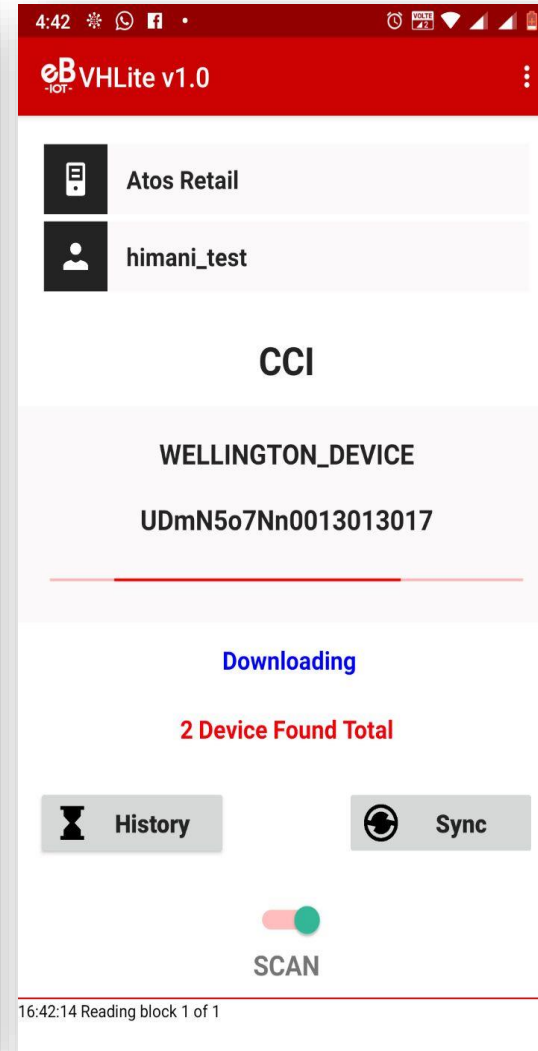 4:42
VOLTE
eB
-IOT-
VHLite v1.0
Atos Retail
himani_test
CCI
WELLINGTON_DEVICE
UDmN5o7Nn0013013017
Downloading
2 Device Found Total
History
Sync
SCAN
16:42:14 Reading block 1 of 1